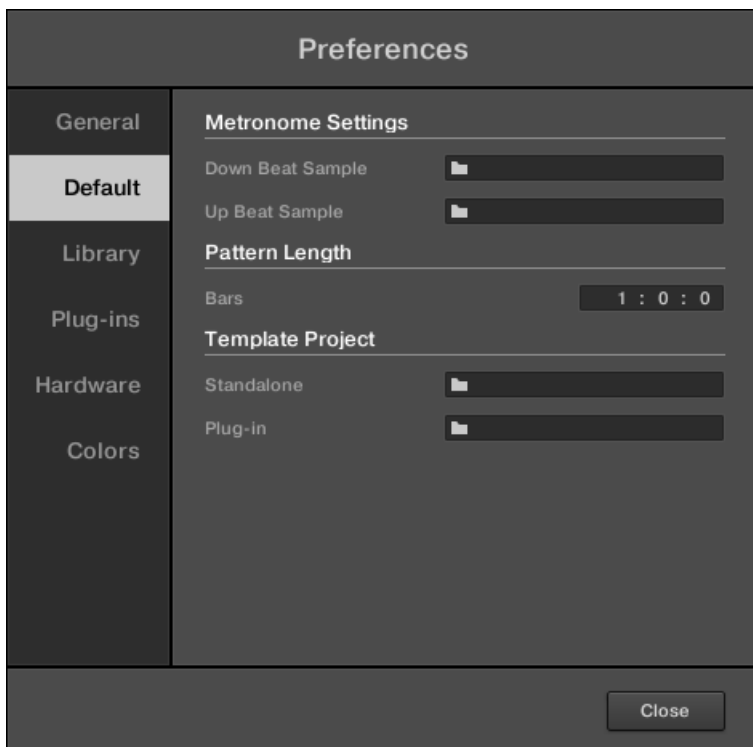 Preferences
General
Default
Library
Plug-ins
Hardware
Colors
Metronome Settings
Down Beat Sample
Up Beat Sample
Pattern Length
Bars 1 : 0 : 0
Template Project
Standalone
Plug-in
Close